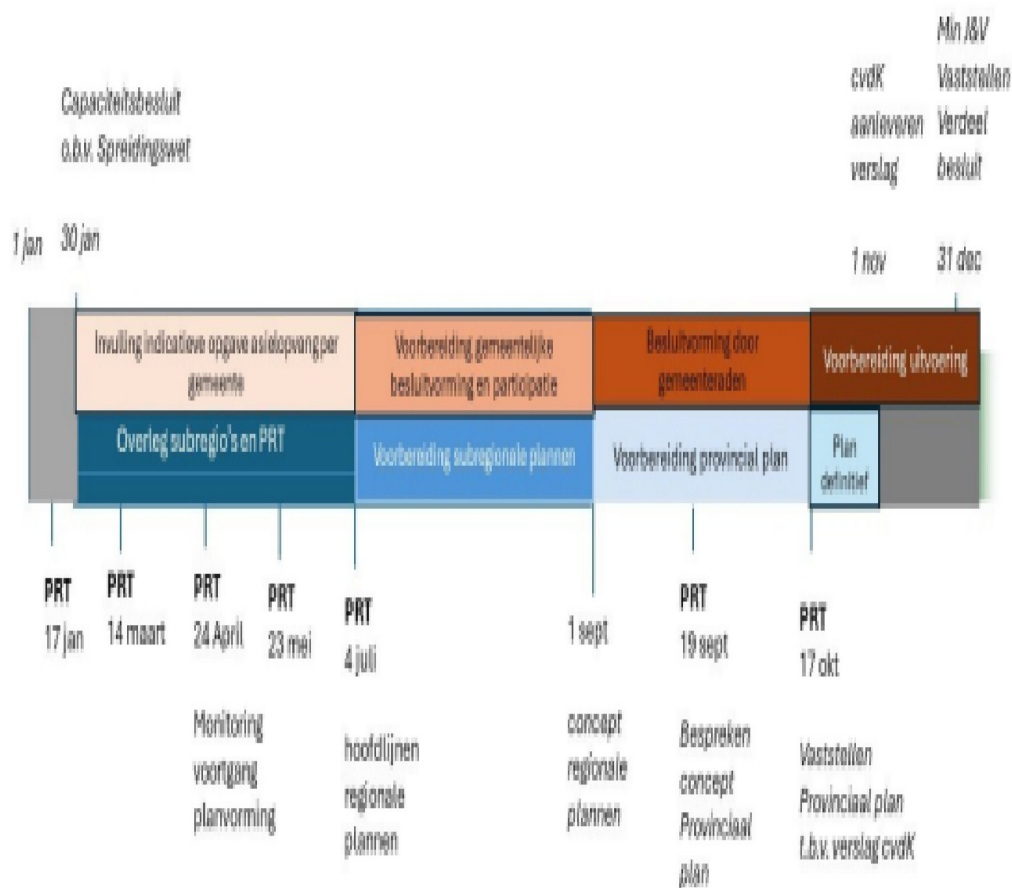 Capaciteitsbesluit
o.b.v. Spreidingswet
1 jan
30 jan
cvdK
aanleveren
verslag
1 nov
Min J&V
Vaststellen
Verdeel
besluit
31 dec
Invulling indicatieve opgave asielopvang per
gemeente
Voorbereiding gemeentelijke
besluitvorming en participatie
Besluitvorming door
gemeenteraden
Voorbereiding uitvoering
Overleg subregio's en PRT
Voorbereiding subregionale plannen
Voorbereiding provincial plan
Plan
definitief
PRT
17 jan
PRT
14 maart
PRT
24 April
Monitoring
voortgang
planvorming
PRT
23 mei
PRT
4 juli
hoofdlijnen
regionale
plannen
1 sept
concept
regionale
plannen
PRT
19 sept
Bespreken
concept
Provinciaal
plan
PRT
17 okt
Vaststellen
Provinciaal plan
t.b.v. verslag cvdK